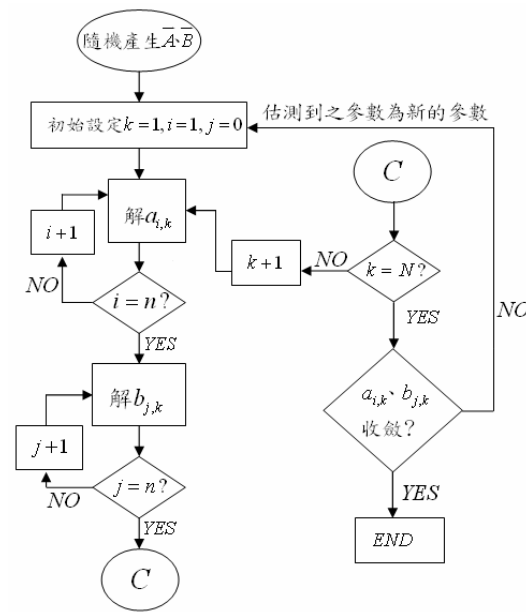 隨機產生 A̅、B̅
初始設定 k=1, i=1, j=0
估測到之參數為新的參數
解 a_{i,k}
i+1
NO
i=n?
YES
解 b_{j,k}
j+1
NO
j=n?
YES
C
C
k=N?
NO
k+1
YES
a_{i,k}、b_{j,k}
收斂?
NO
YES
END